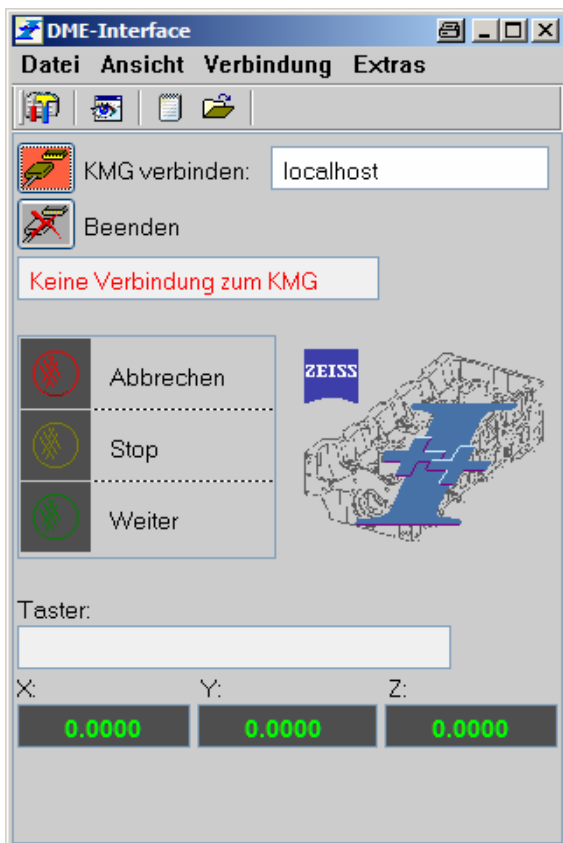 DME-Interface
Datei Ansicht Verbindung Extras
KMG verbinden: localhost
Beenden
Keine Verbindung zum KMG
Abbrechen
ZEISS
Stop
Weiter
Taster:
X: Y: Z:
0.0000 0.0000 0.0000